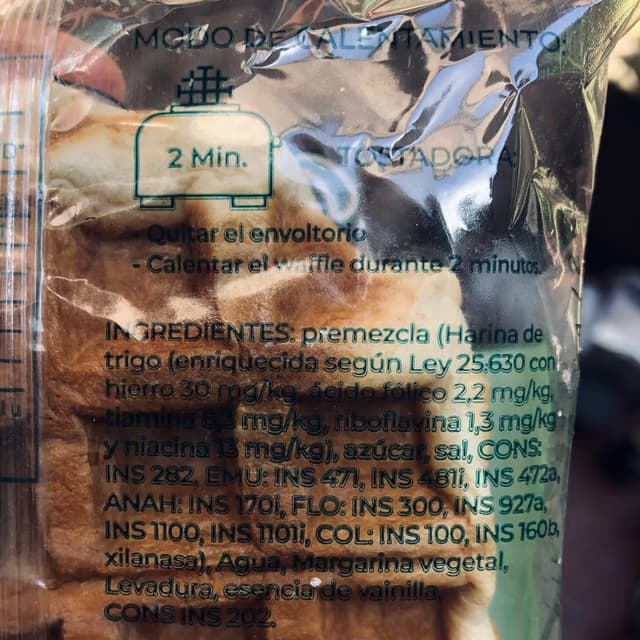 MODO DE CALENTAMIENTO:
2 Min.
TOSTADORA
- Quitar el envoltorio
- Calentar el waffle durante 2 minutos.
INGREDIENTES: premezcla (Harina de
trigo (enriquecida según Ley 25.630 con
hierro 30 mg/kg, ácido fólico 2,2 mg/kg,
tiamina 6,3 mg/kg, riboflavina 1,3 mg/kg
y niacina 13 mg/kg), azúcar, sal, CONS:
INS 282, EMU: INS 471, INS 481i, INS 472a,
ANAH: INS 170i, FLO: INS 300, INS 927a,
INS 1100, INS 1101i, COL: INS 100, INS 160b,
xilanasa), Agua, Margarina vegetal,
Levadura, esencia de vainilla,
CONS INS 202.